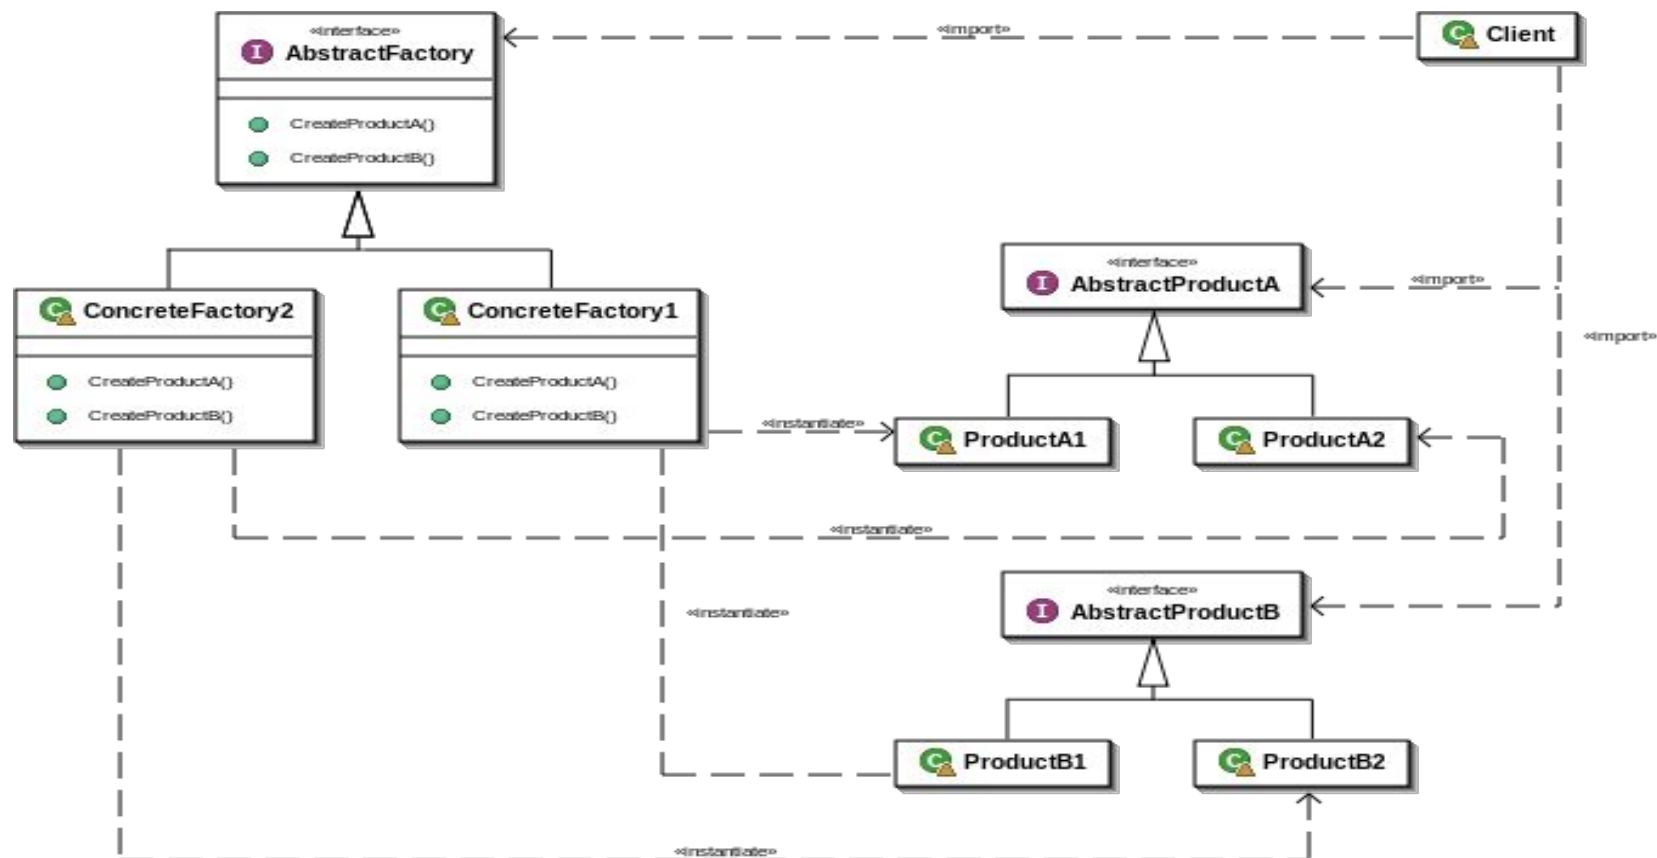 «interface»
I AbstractFactory
CreateProductA()
CreateProductB()
«import»
C Client
C ConcreteFactory2
CreateProductA()
CreateProductB()
C ConcreteFactory1
CreateProductA()
CreateProductB()
«interface»
I AbstractProductA
«import»
«import»
«instantiate»
C ProductA1
C ProductA2
«instantiate»
«interface»
I AbstractProductB
«instantiate»
C ProductB1
C ProductB2
«instantiate»